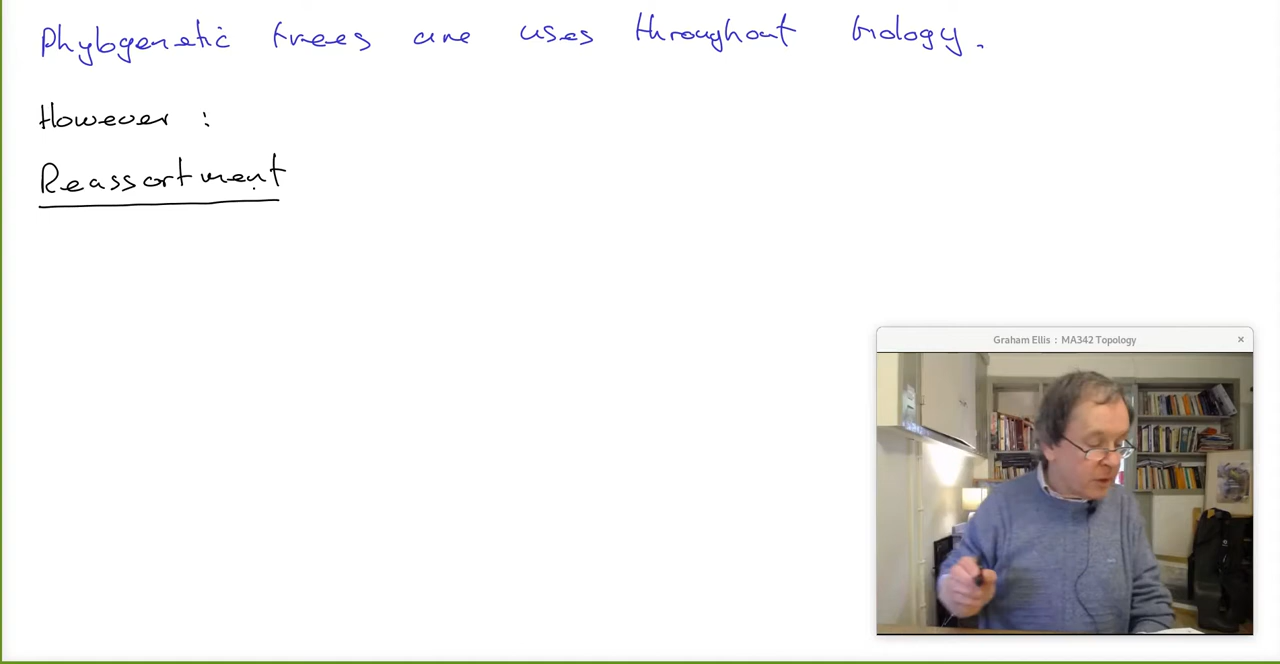 Phylogenetic trees are uses throughout biology.
However :
Reassortment
Graham Ellis : MA342 Topology